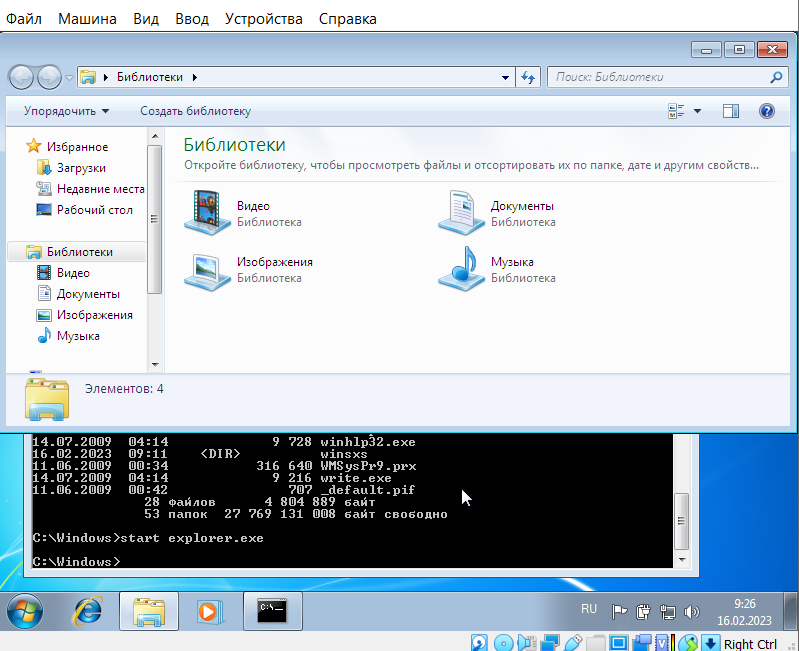 Файл Машина Вид Ввод Устройства Справка
Библиотеки
Поиск: Библиотеки
Упорядочить Создать библиотеку
Избранное
Загрузки
Недавние места
Рабочий стол
Библиотеки
Видео
Документы
Изображения
Музыка
Библиотеки
Откройте библиотеку, чтобы просмотреть файлы и отсортировать их по папке, дате и другим свойств...
Видео
Библиотека
Документы
Библиотека
Изображения
Библиотека
Музыка
Библиотека
Элементов: 4
14.07.2009 04:14 9 728 winhlp32.exe
16.02.2023 09:11 <DIR> winsxs
11.06.2009 00:34 316 640 WMSysPr9.prx
14.07.2009 04:14 9 216 write.exe
11.06.2009 00:42 707 _default.pif
28 файлов 4 804 889 байт
53 папок 27 769 131 008 байт свободно
C:\Windows>start explorer.exe
C:\Windows>
C:\_
RU
9:26
16.02.2023
Right Ctrl